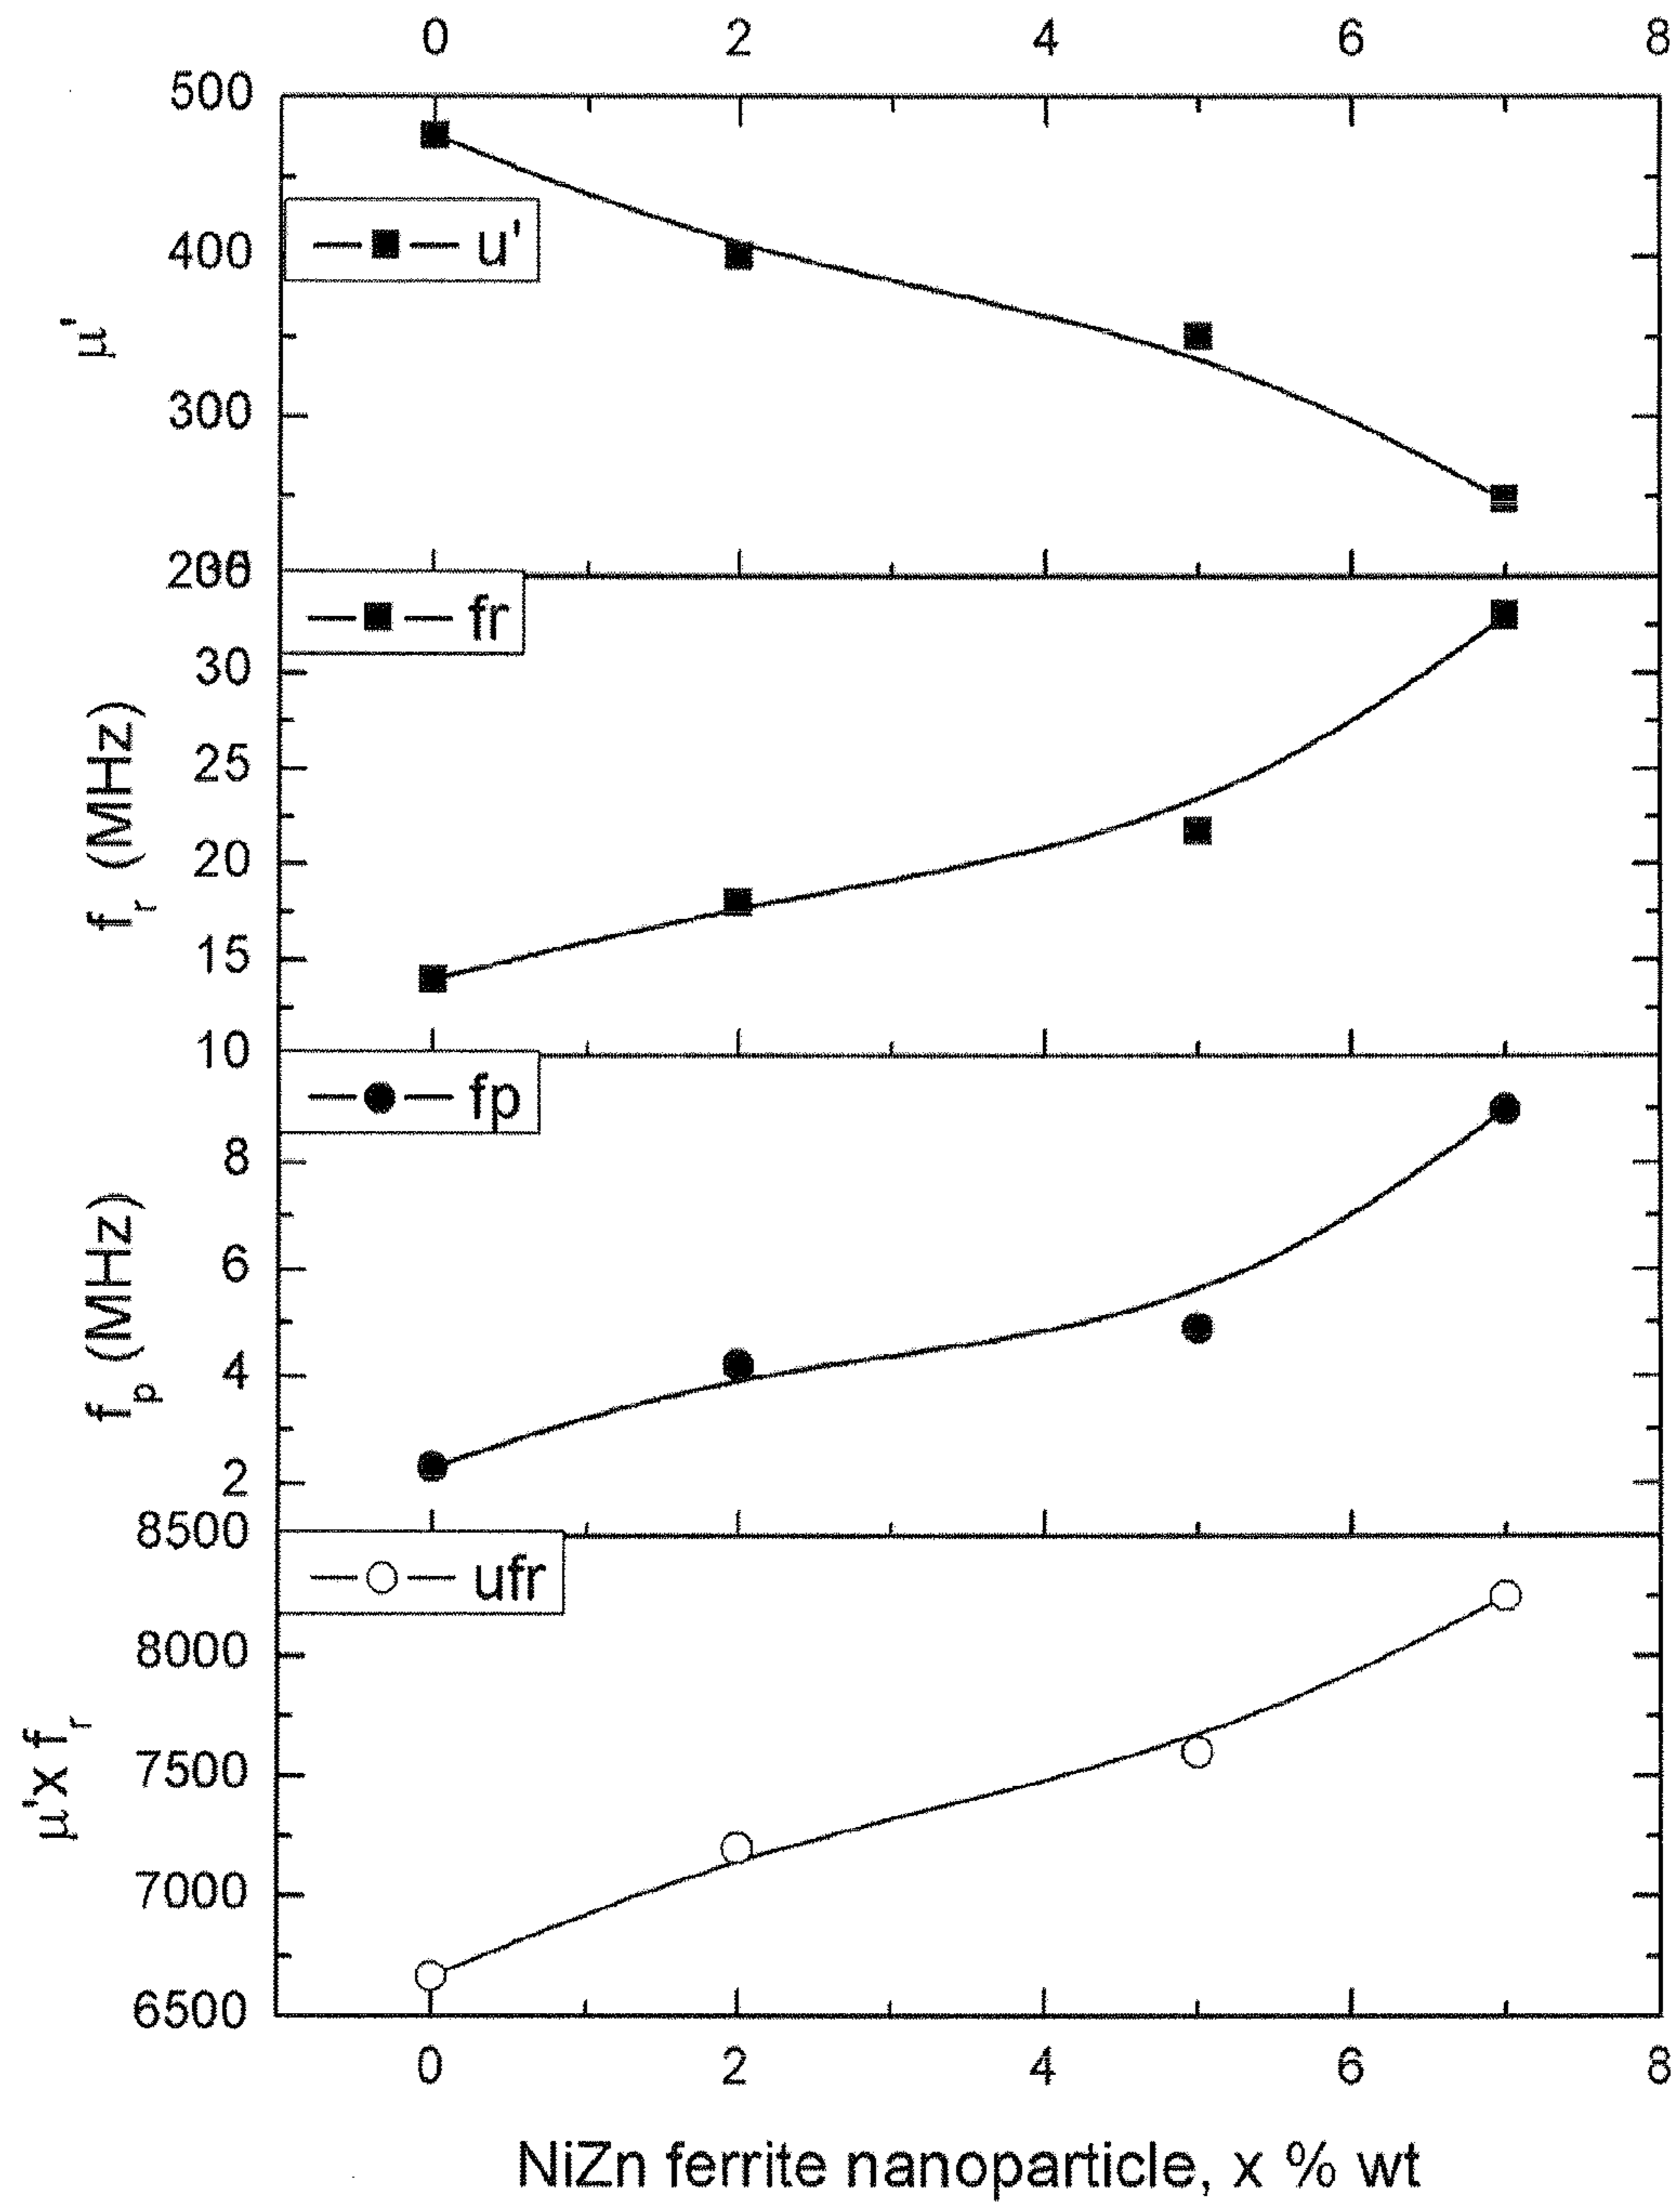 0 2 4 6 8
500
u'
400
μ'
300
200
fr
30
f_r (MHz)
25
20
15
10
fp
8
f_p (MHz)
6
4
2
8500
ufr
8000
μ'x f_r
7500
7000
6500
0 2 4 6 8
NiZn ferrite nanoparticle, x % wt